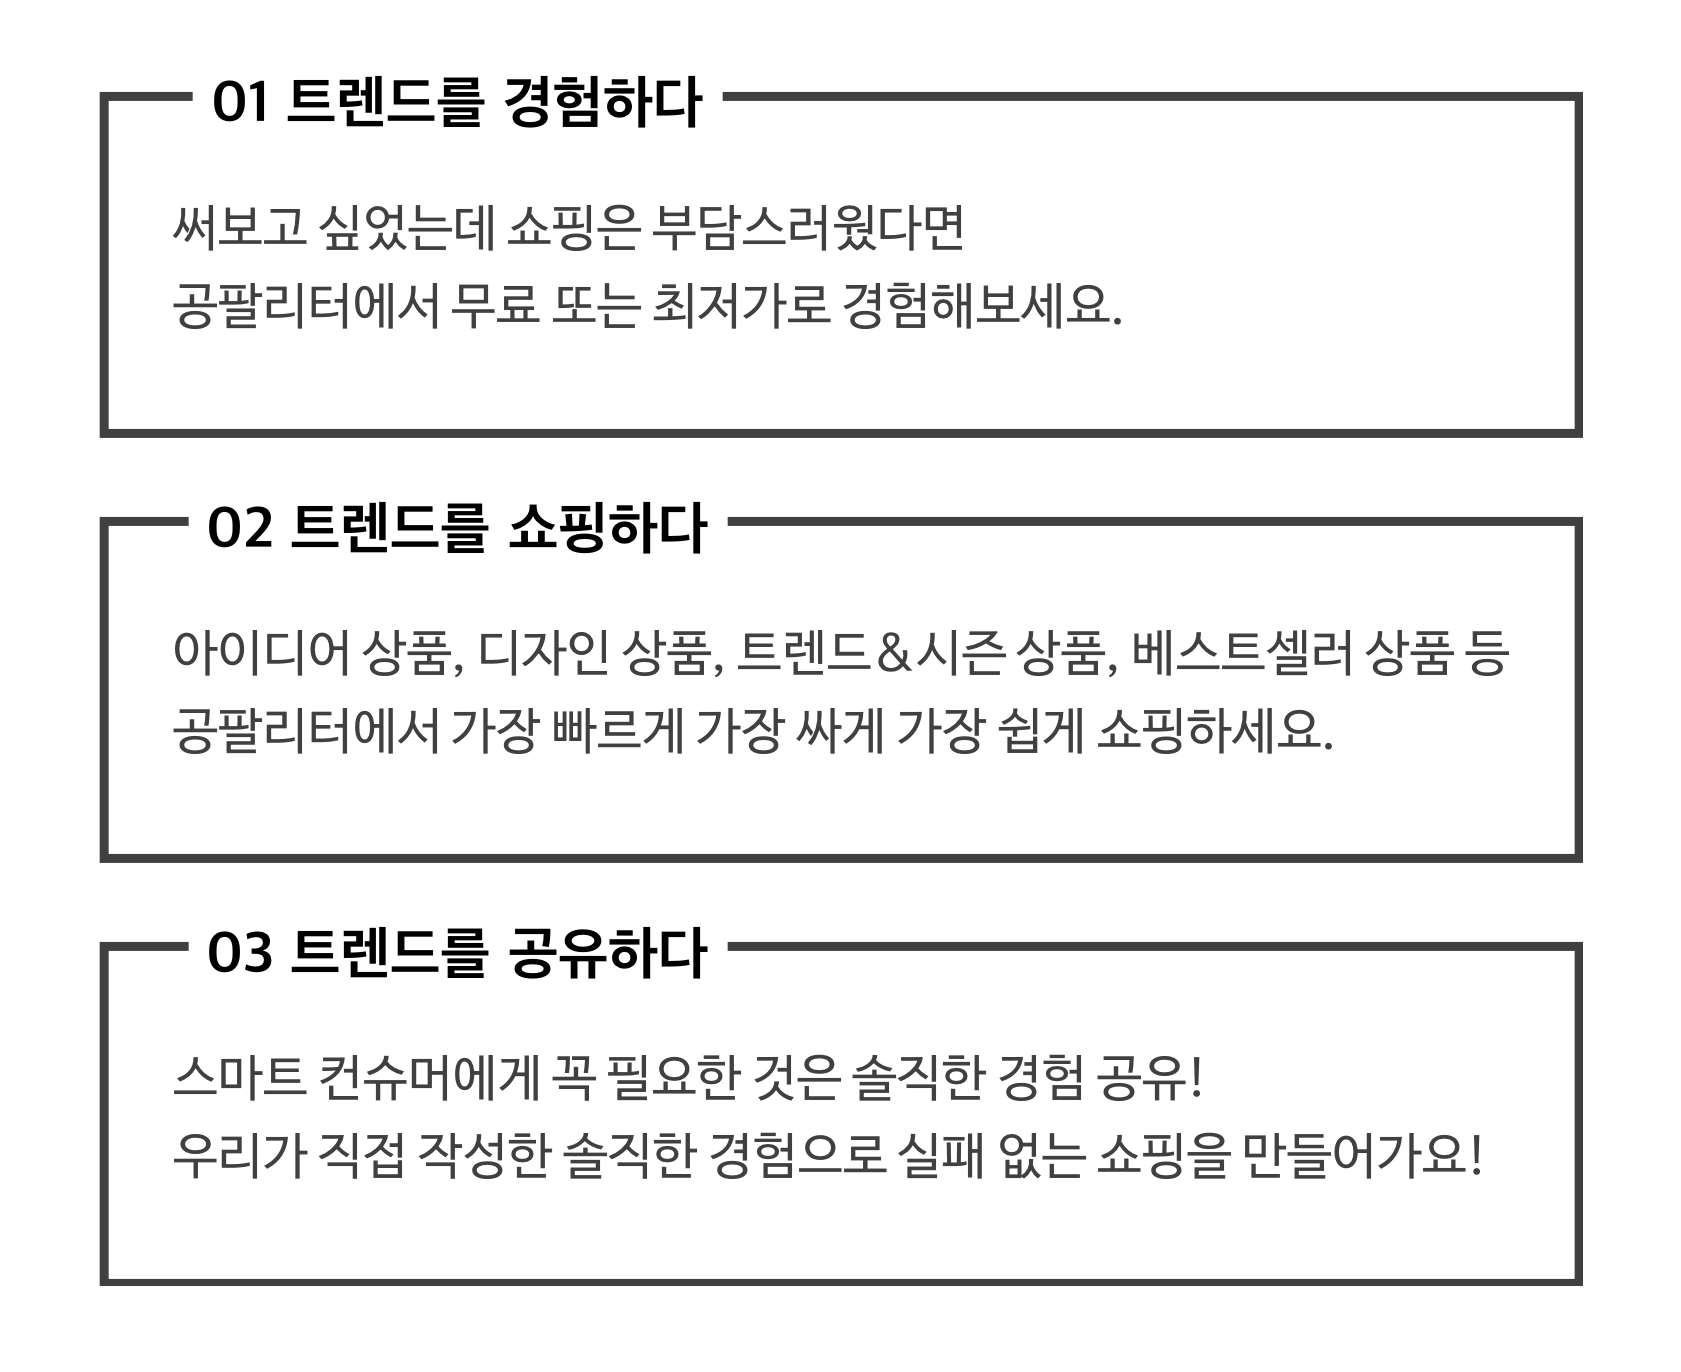 01 트렌드를 경험하다
써보고 싶었는데 쇼핑은 부담스러웠다면
공팔리터에서 무료 또는 최저가로 경험해보세요.
02 트렌드를 쇼핑하다
아이디어 상품, 디자인 상품, 트렌드&시즌 상품, 베스트셀러 상품 등
공팔리터에서 가장 빠르게 가장 싸게 가장 쉽게 쇼핑하세요.
03 트렌드를 공유하다
스마트 컨슈머에게 꼭 필요한 것은 솔직한 경험 공유!
우리가 직접 작성한 솔직한 경험으로 실패 없는 쇼핑을 만들어가요!